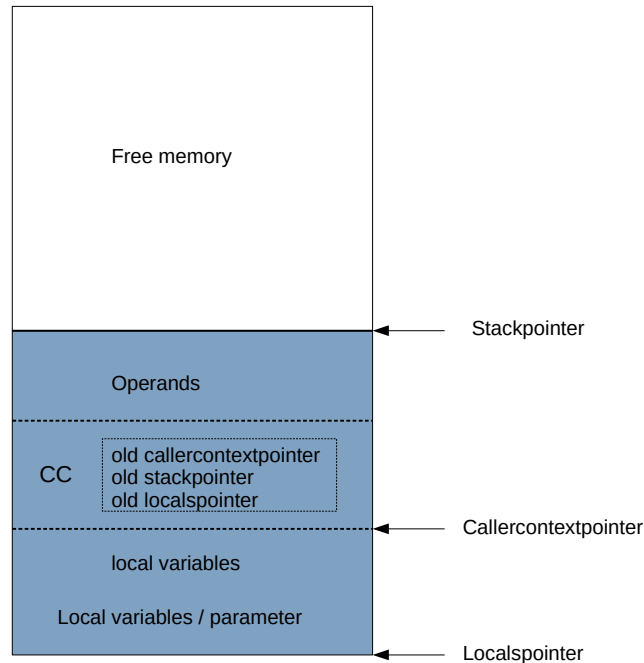 Free memory
Stackpointer
Operands
CC
old callercontextpointer
old stackpointer
old localspointer
Callercontextpointer
local variables
Local variables / parameter
Localspointer